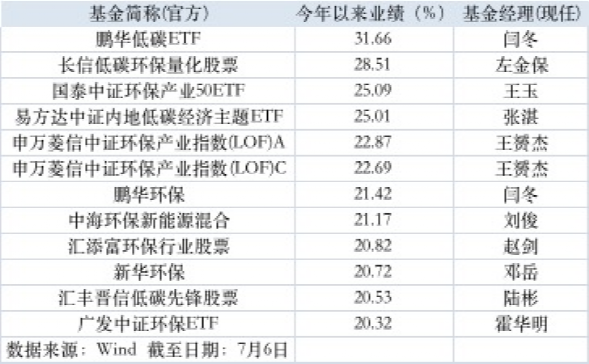 基金简称(官方) 今年以来业绩（%） 基金经理(现任)
鹏华低碳ETF 31.66 闫冬
长信低碳环保量化股票 28.51 左金保
国泰中证环保产业50ETF 25.09 王玉
易方达中证内地低碳经济主题ETF 25.01 张湛
申万菱信中证环保产业指数(LOF)A 22.87 王赟杰
申万菱信中证环保产业指数(LOF)C 22.69 王赟杰
鹏华环保 21.42 闫冬
中海环保新能源混合 21.17 刘俊
汇添富环保行业股票 20.82 赵剑
新华环保 20.72 邓岳
汇丰晋信低碳先锋股票 20.53 陆彬
广发中证环保ETF 20.32 霍华明
数据来源：Wind 截至日期：7月6日